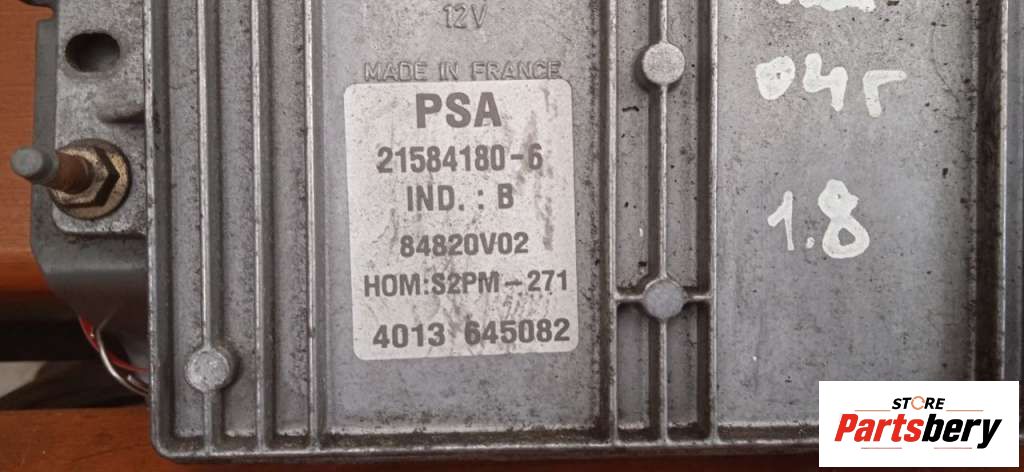 12V
MADE IN FRANCE
PSA
21584180-6
IND. : B
84820V02
HOM:S2PM-271
4013 645082
04г
1.8
STORE
Partsbery